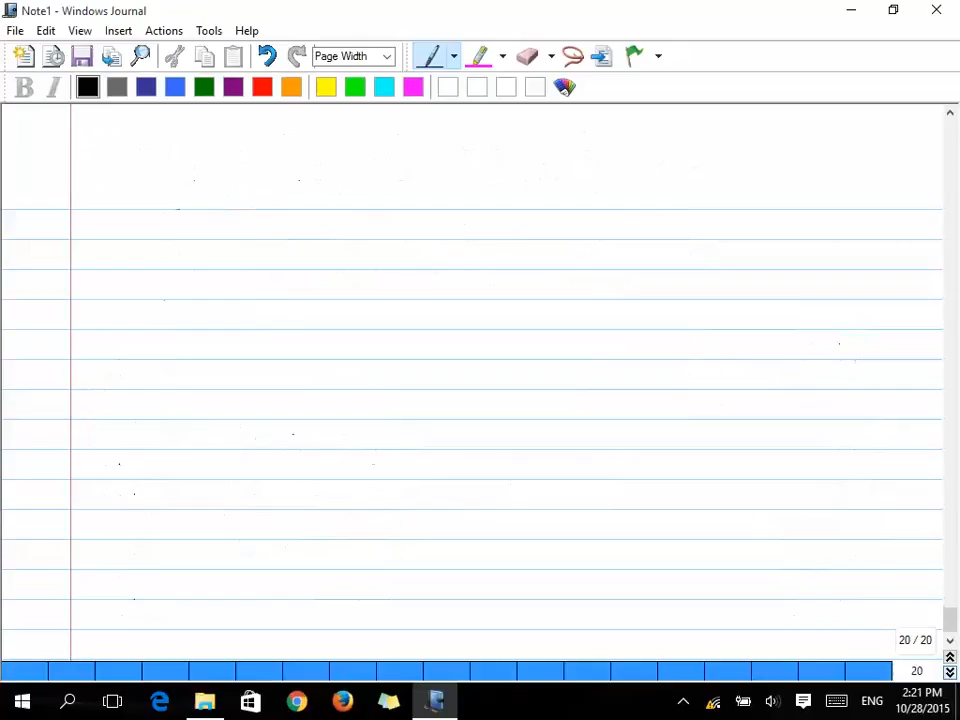 Note1 - Windows Journal
File Edit View Insert Actions Tools Help
Page Width
B I
20 / 20
20
ENG
2:21 PM
10/28/2015